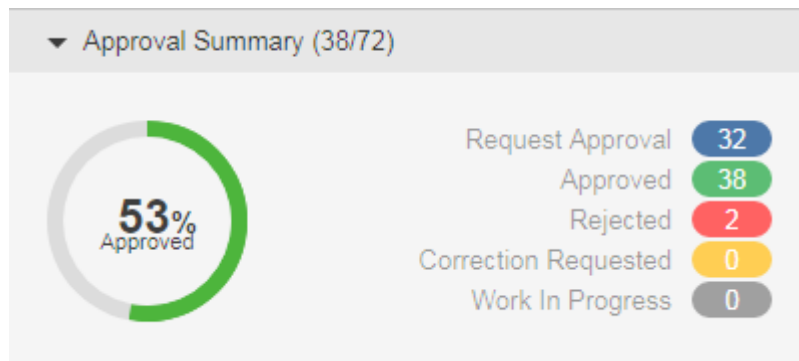 Approval Summary (38/72)
53%
Approved
Request Approval 32
Approved 38
Rejected 2
Correction Requested 0
Work In Progress 0